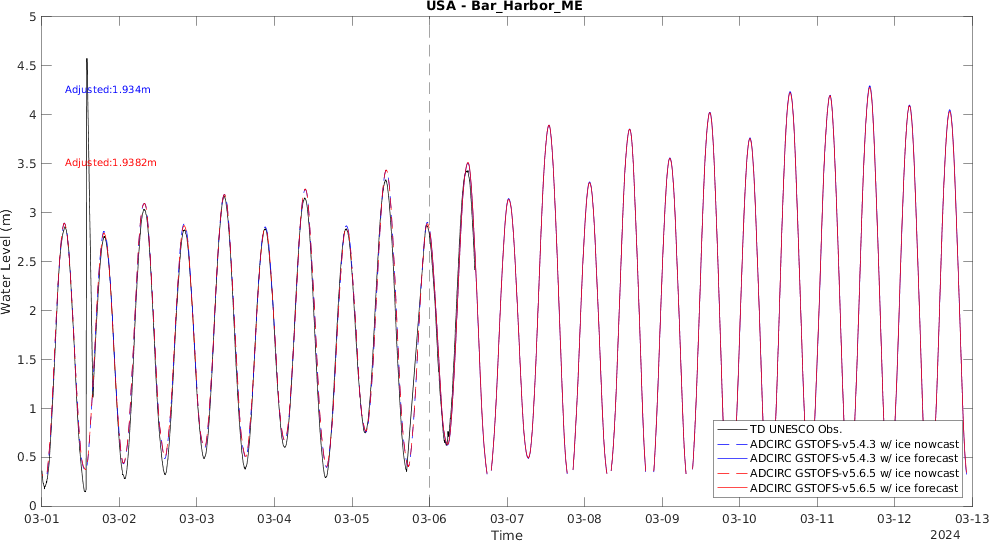 USA - Bar_Harbor_ME
5
4.5
4
3.5
3
2.5
2
1.5
1
0.5
0
Water Level (m)
Adjusted:1.934m
Adjusted:1.9382m
TD UNESCO Obs.
ADCIRC GSTOFS-v5.4.3 w/ ice nowcast
ADCIRC GSTOFS-v5.4.3 w/ ice forecast
ADCIRC GSTOFS-v5.6.5 w/ ice nowcast
ADCIRC GSTOFS-v5.6.5 w/ ice forecast
03-01 03-02 03-03 03-04 03-05 03-06 03-07 03-08 03-09 03-10 03-11 03-12 03-13
Time
2024